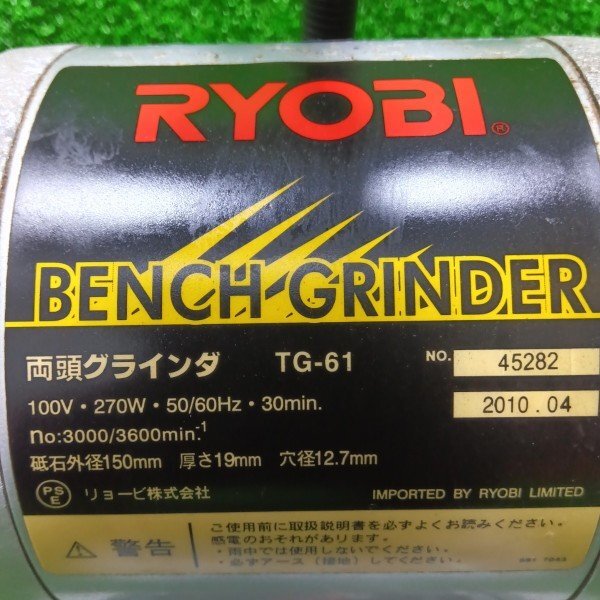 RYOBI®
BENCH GRINDER
両頭グラインダ TG-61 NO. 45282
100V・270W・50/60Hz・30min. 2010.04
no:3000/3600min.-1
砥石外径150mm 厚さ19mm 穴径12.7mm
PSE リョービ株式会社 IMPORTED BY RYOBI LIMITED
警告
ご使用前に取扱説明書を必ずよくお読みください。
感電のおそれがあります。
・雨中では使用しないでください。
・必ずアース(接地)してください。